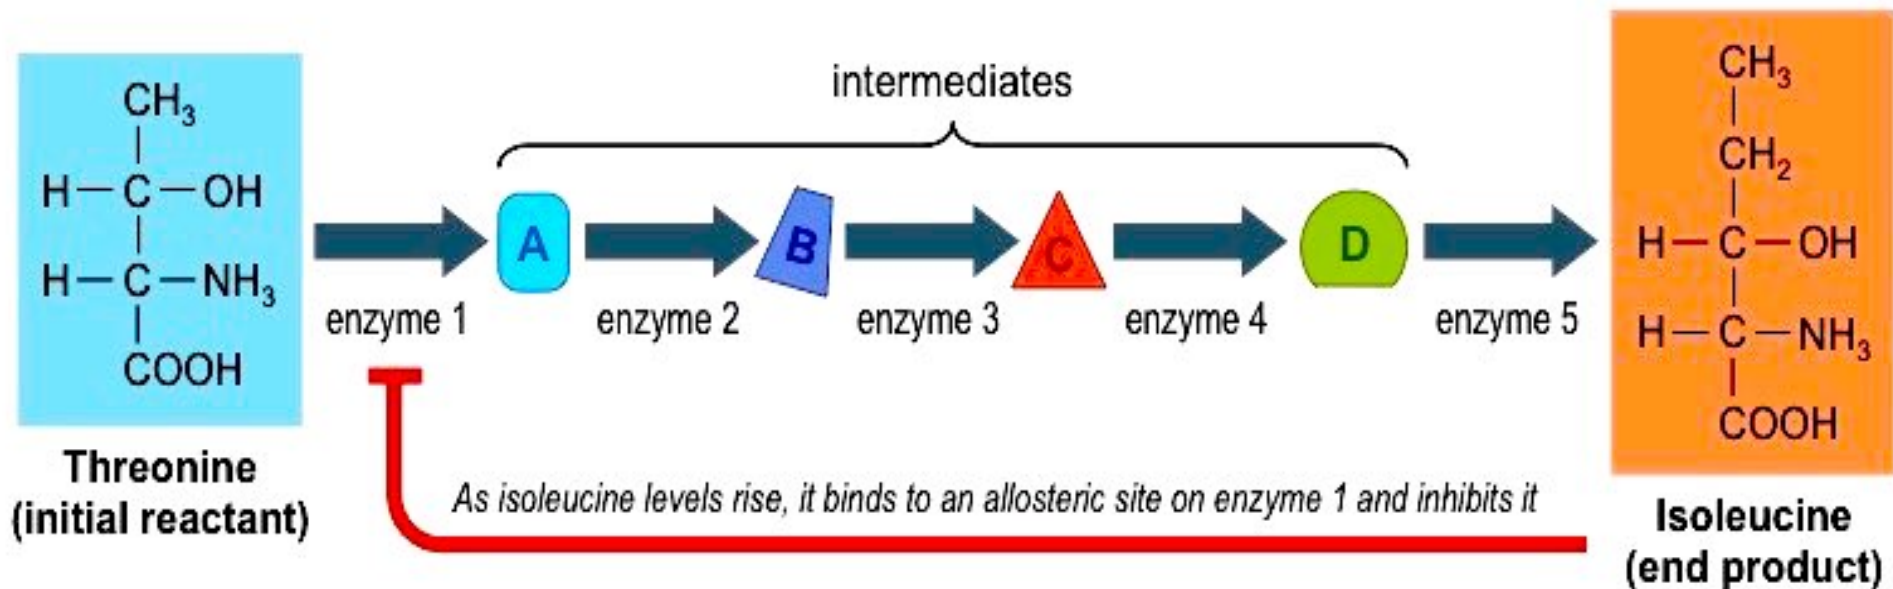 CH₃
H—C—OH
H—C—NH₃
COOH
Threonine
(initial reactant)
intermediates
A
B
C
D
enzyme 1
enzyme 2
enzyme 3
enzyme 4
enzyme 5
As isoleucine levels rise, it binds to an allosteric site on enzyme 1 and inhibits it
CH₃
CH₂
H—C—OH
H—C—NH₃
COOH
Isoleucine
(end product)